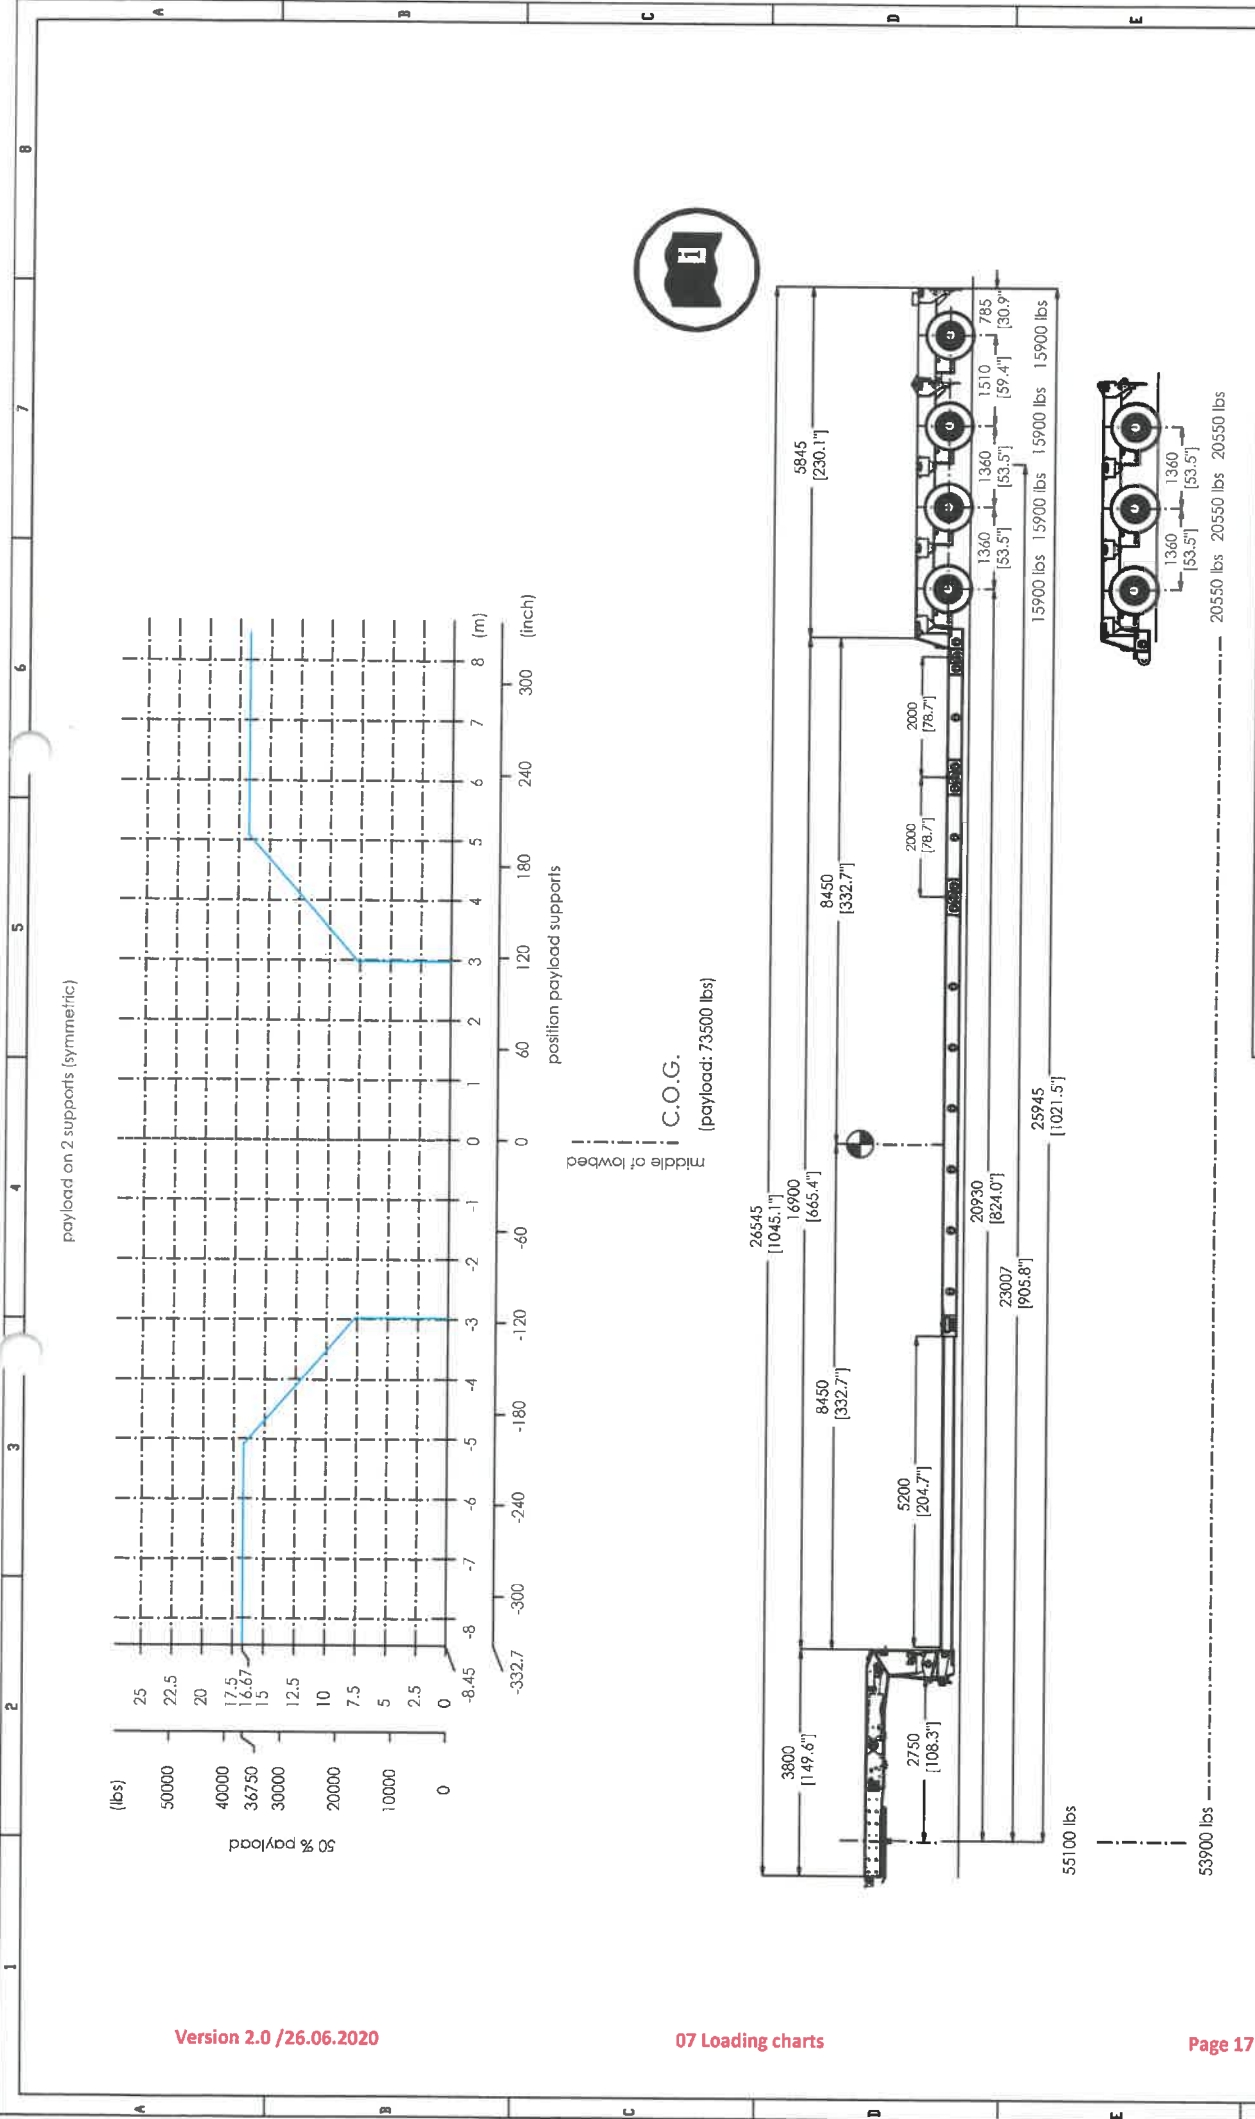 payload on 2 supports (symmetric)
50 % payload
(lbs)
50000
40000
36750
30000
20000
10000
0
25
22.5
20
17.5
16.67
15
12.5
10
7.5
5
2.5
0
-8.45 -8 -7 -6 -5 -4 -3 -2 -1 0 1 2 3 4 5 6 7 8 (m)
-332.7 -300 -240 -180 -120 -60 0 60 120 180 240 300 (inch)
position payload supports
middle of lowbed
C.O.G.
(payload: 73500 lbs)
i
26545
[1045.1"]
3800
[149.6"]
16900
[665.4"]
5845
[230.1"]
8450
[332.7"]
8450
[332.7"]
2750
[108.3"]
5200
[204.7"]
2000
[78.7"]
2000
[78.7"]
1360
[53.5"]
1360
[53.5"]
1510
[59.4"]
785
[30.9"]
20930
[824.0"]
23007
[905.8"]
25945
[1021.5"]
55100 lbs
15900 lbs 15900 lbs 15900 lbs 15900 lbs
1360
[53.5"]
1360
[53.5"]
53900 lbs
20550 lbs 20550 lbs 20550 lbs
1 2 3 4 5 6 7 8
A B C D E
A B C D E
Version 2.0 /26.06.2020
07 Loading charts
Page 17